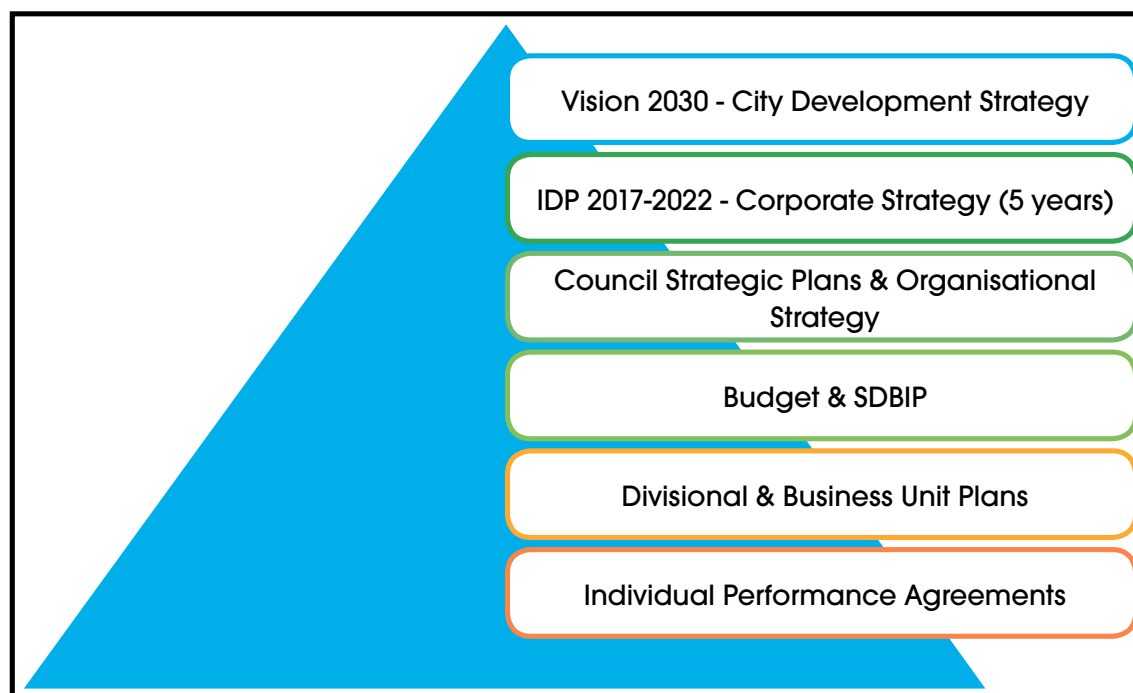 Vision 2030 - City Development Strategy
IDP 2017-2022 - Corporate Strategy (5 years)
Council Strategic Plans & Organisational
Strategy
Budget & SDBIP
Divisional & Business Unit Plans
Individual Performance Agreements